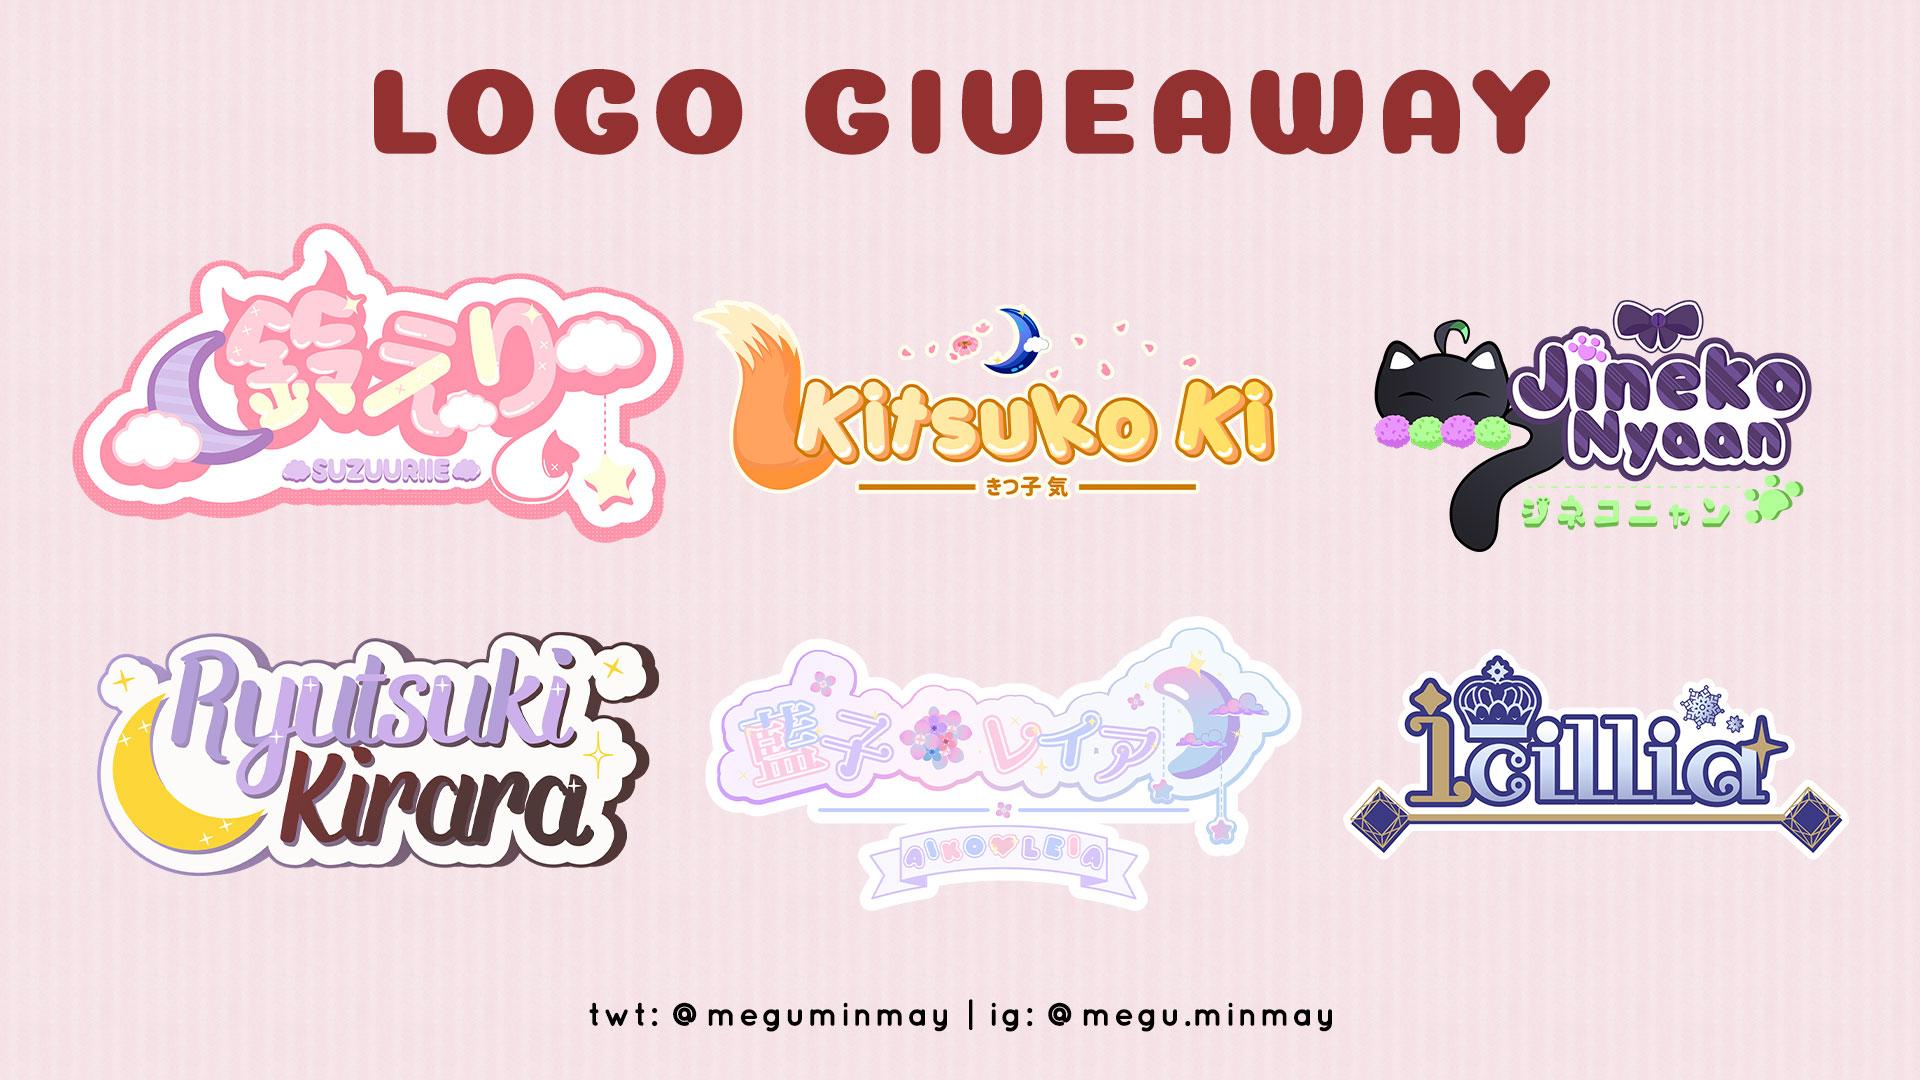 LOGO GIVEAWAY
鈴えり
SUZUURIIE
Kitsuko Ki
きつ子 気
Jineko
Nyaan
ジネコニャン
Ryutsuki
Kirara
藍子 レイア
AIKO LEIA
icillia
twt: @meguminmay | ig: @megu.minmay